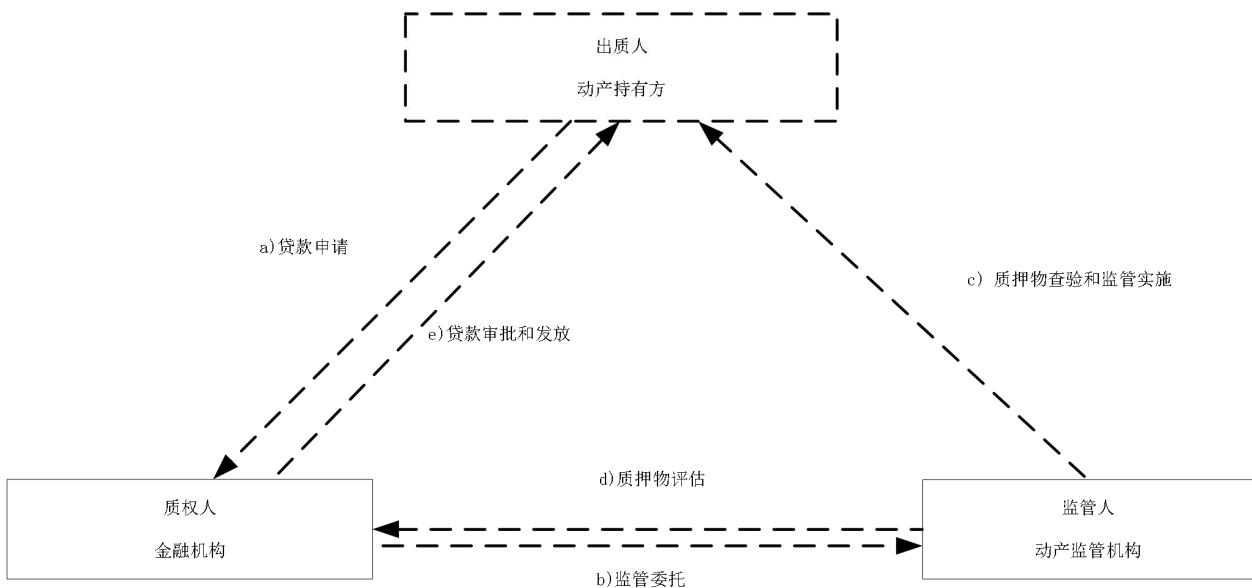 出质人
动产持有方
a)贷款申请
c) 质押物查验和监管实施
e)贷款审批和发放
d)质押物评估
质权人
金融机构
监管人
动产监管机构
b)监管委托